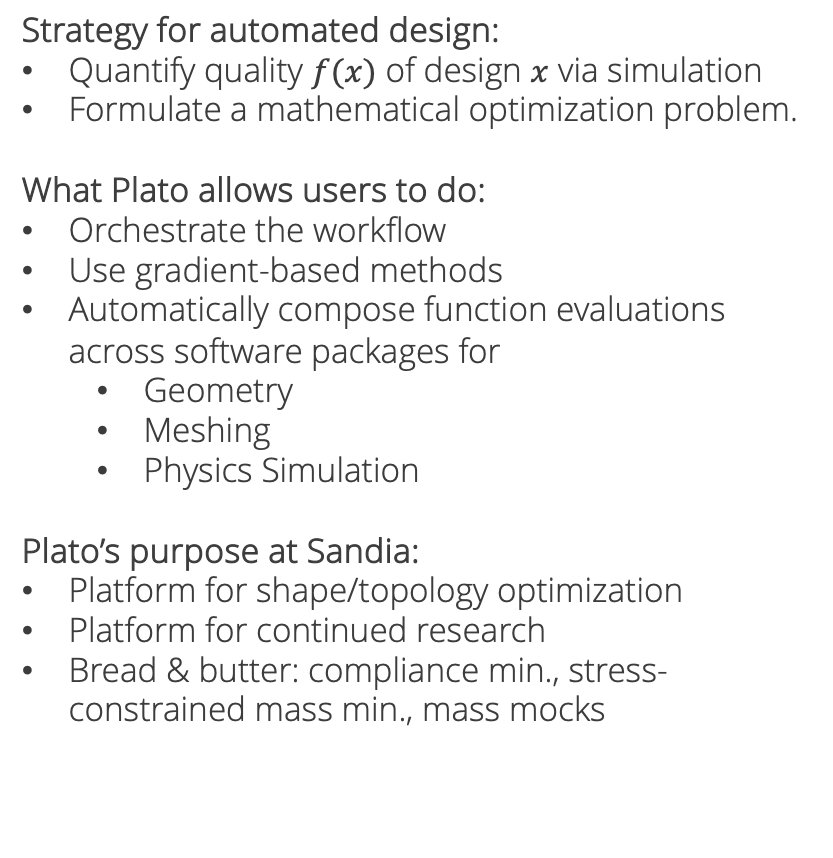 Strategy for automated design:
• Quantify quality f(x) of design x via simulation
• Formulate a mathematical optimization problem.
What Plato allows users to do:
• Orchestrate the workflow
• Use gradient-based methods
• Automatically compose function evaluations
across software packages for
• Geometry
• Meshing
• Physics Simulation
Plato’s purpose at Sandia:
• Platform for shape/topology optimization
• Platform for continued research
• Bread & butter: compliance min., stress-
constrained mass min., mass mocks